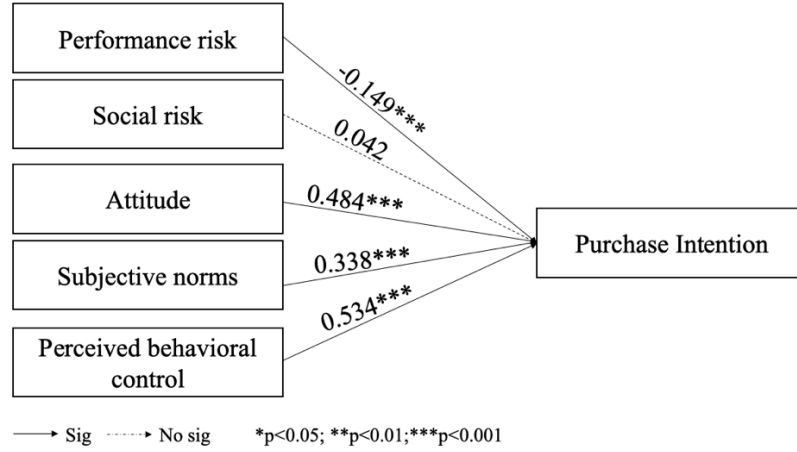 Performance risk
-0.149***
Social risk
0.042
Attitude
0.484***
Purchase Intention
Subjective norms
0.338***
0.534***
Perceived behavioral
control
Sig No sig *p<0.05; **p<0.01;***p<0.001